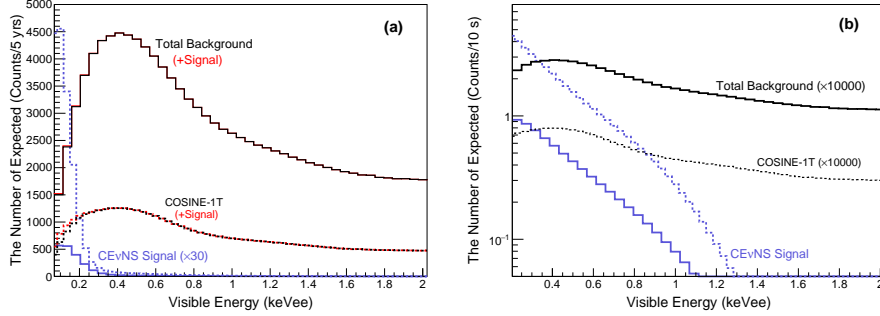 (a)
The Number of Expected (Counts/5 yrs)
5000
4500
4000
3500
3000
2500
2000
1500
1000
500
0
Total Background
(+Signal)
COSINE-1T
(+Signal)
CEνNS Signal (×30)
0.2 0.4 0.6 0.8 1 1.2 1.4 1.6 1.8 2
Visible Energy (keVee)
(b)
The Number of Expected (Counts/10 s)
1
10⁻¹
Total Background (×10000)
COSINE-1T (×10000)
CEνNS Signal
0.2 0.4 0.6 0.8 1 1.2 1.4 1.6 1.8 2
Visible Energy (keVee)